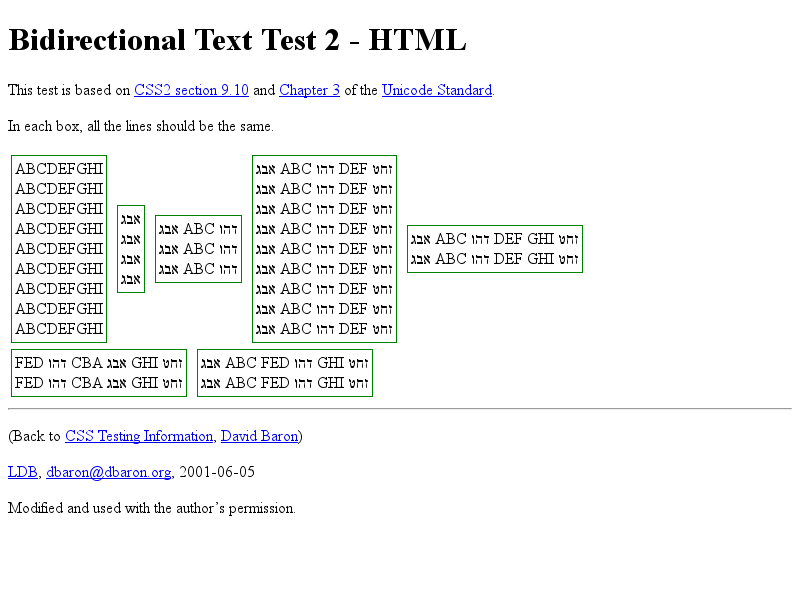 Bidirectional Text Test 2 - HTML
This test is based on CSS2 section 9.10 and Chapter 3 of the Unicode Standard.
In each box, all the lines should be the same.
ABCDEFGHI
ABCDEFGHI
ABCDEFGHI
ABCDEFGHI
ABCDEFGHI
ABCDEFGHI
ABCDEFGHI
ABCDEFGHI
ABCDEFGHI
אבג
אבג
אבג
אבג
אבג ABC דהו
אבג ABC דהו
אבג ABC דהו
אבג ABC דהו DEF זחט
אבג ABC דהו DEF זחט
אבג ABC דהו DEF זחט
אבג ABC דהו DEF זחט
אבג ABC דהו DEF זחט
אבג ABC דהו DEF זחט
אבג ABC דהו DEF זחט
אבג ABC דהו DEF זחט
אבג ABC דהו DEF זחט
אבג ABC דהו DEF GHI זחט
אבג ABC דהו DEF GHI זחט
FED דהו CBA אבג GHI זחט
FED דהו CBA אבג GHI זחט
אבג ABC FED דהו GHI זחט
אבג ABC FED דהו GHI זחט
(Back to CSS Testing Information, David Baron)
LDB, dbaron@dbaron.org, 2001-06-05
Modified and used with the author’s permission.